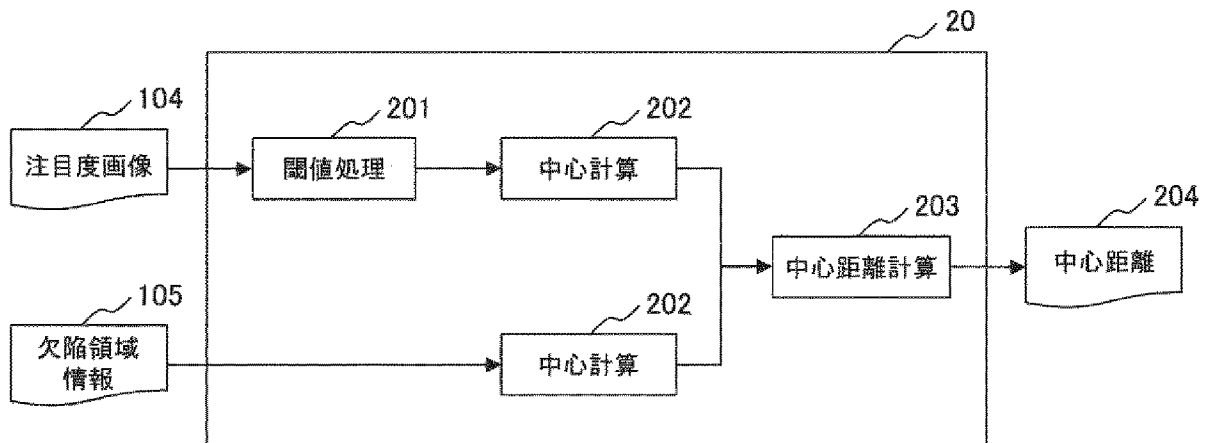 20
104
201
202
注目度画像
閾値処理
中心計算
203
204
中心距離計算
中心距離
105
202
欠陥領域
情報
中心計算